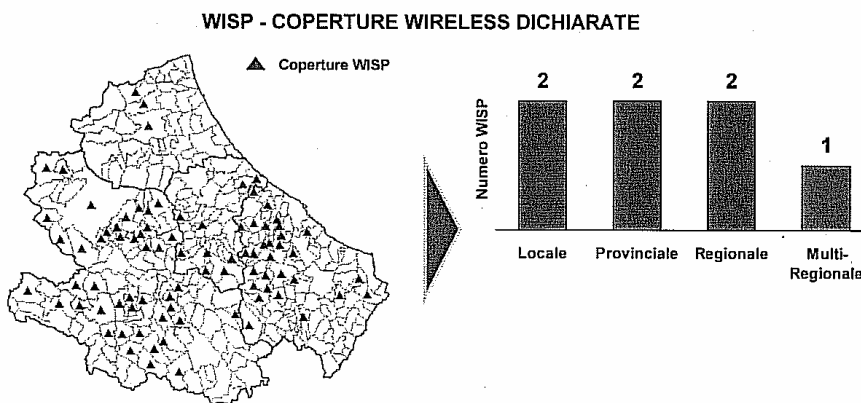 WISP - COPERTURE WIRELESS DICHIARATE
Coperture WISP
Numero WISP
2
2
2
1
Locale
Provinciale
Regionale
Multi-
Regionale